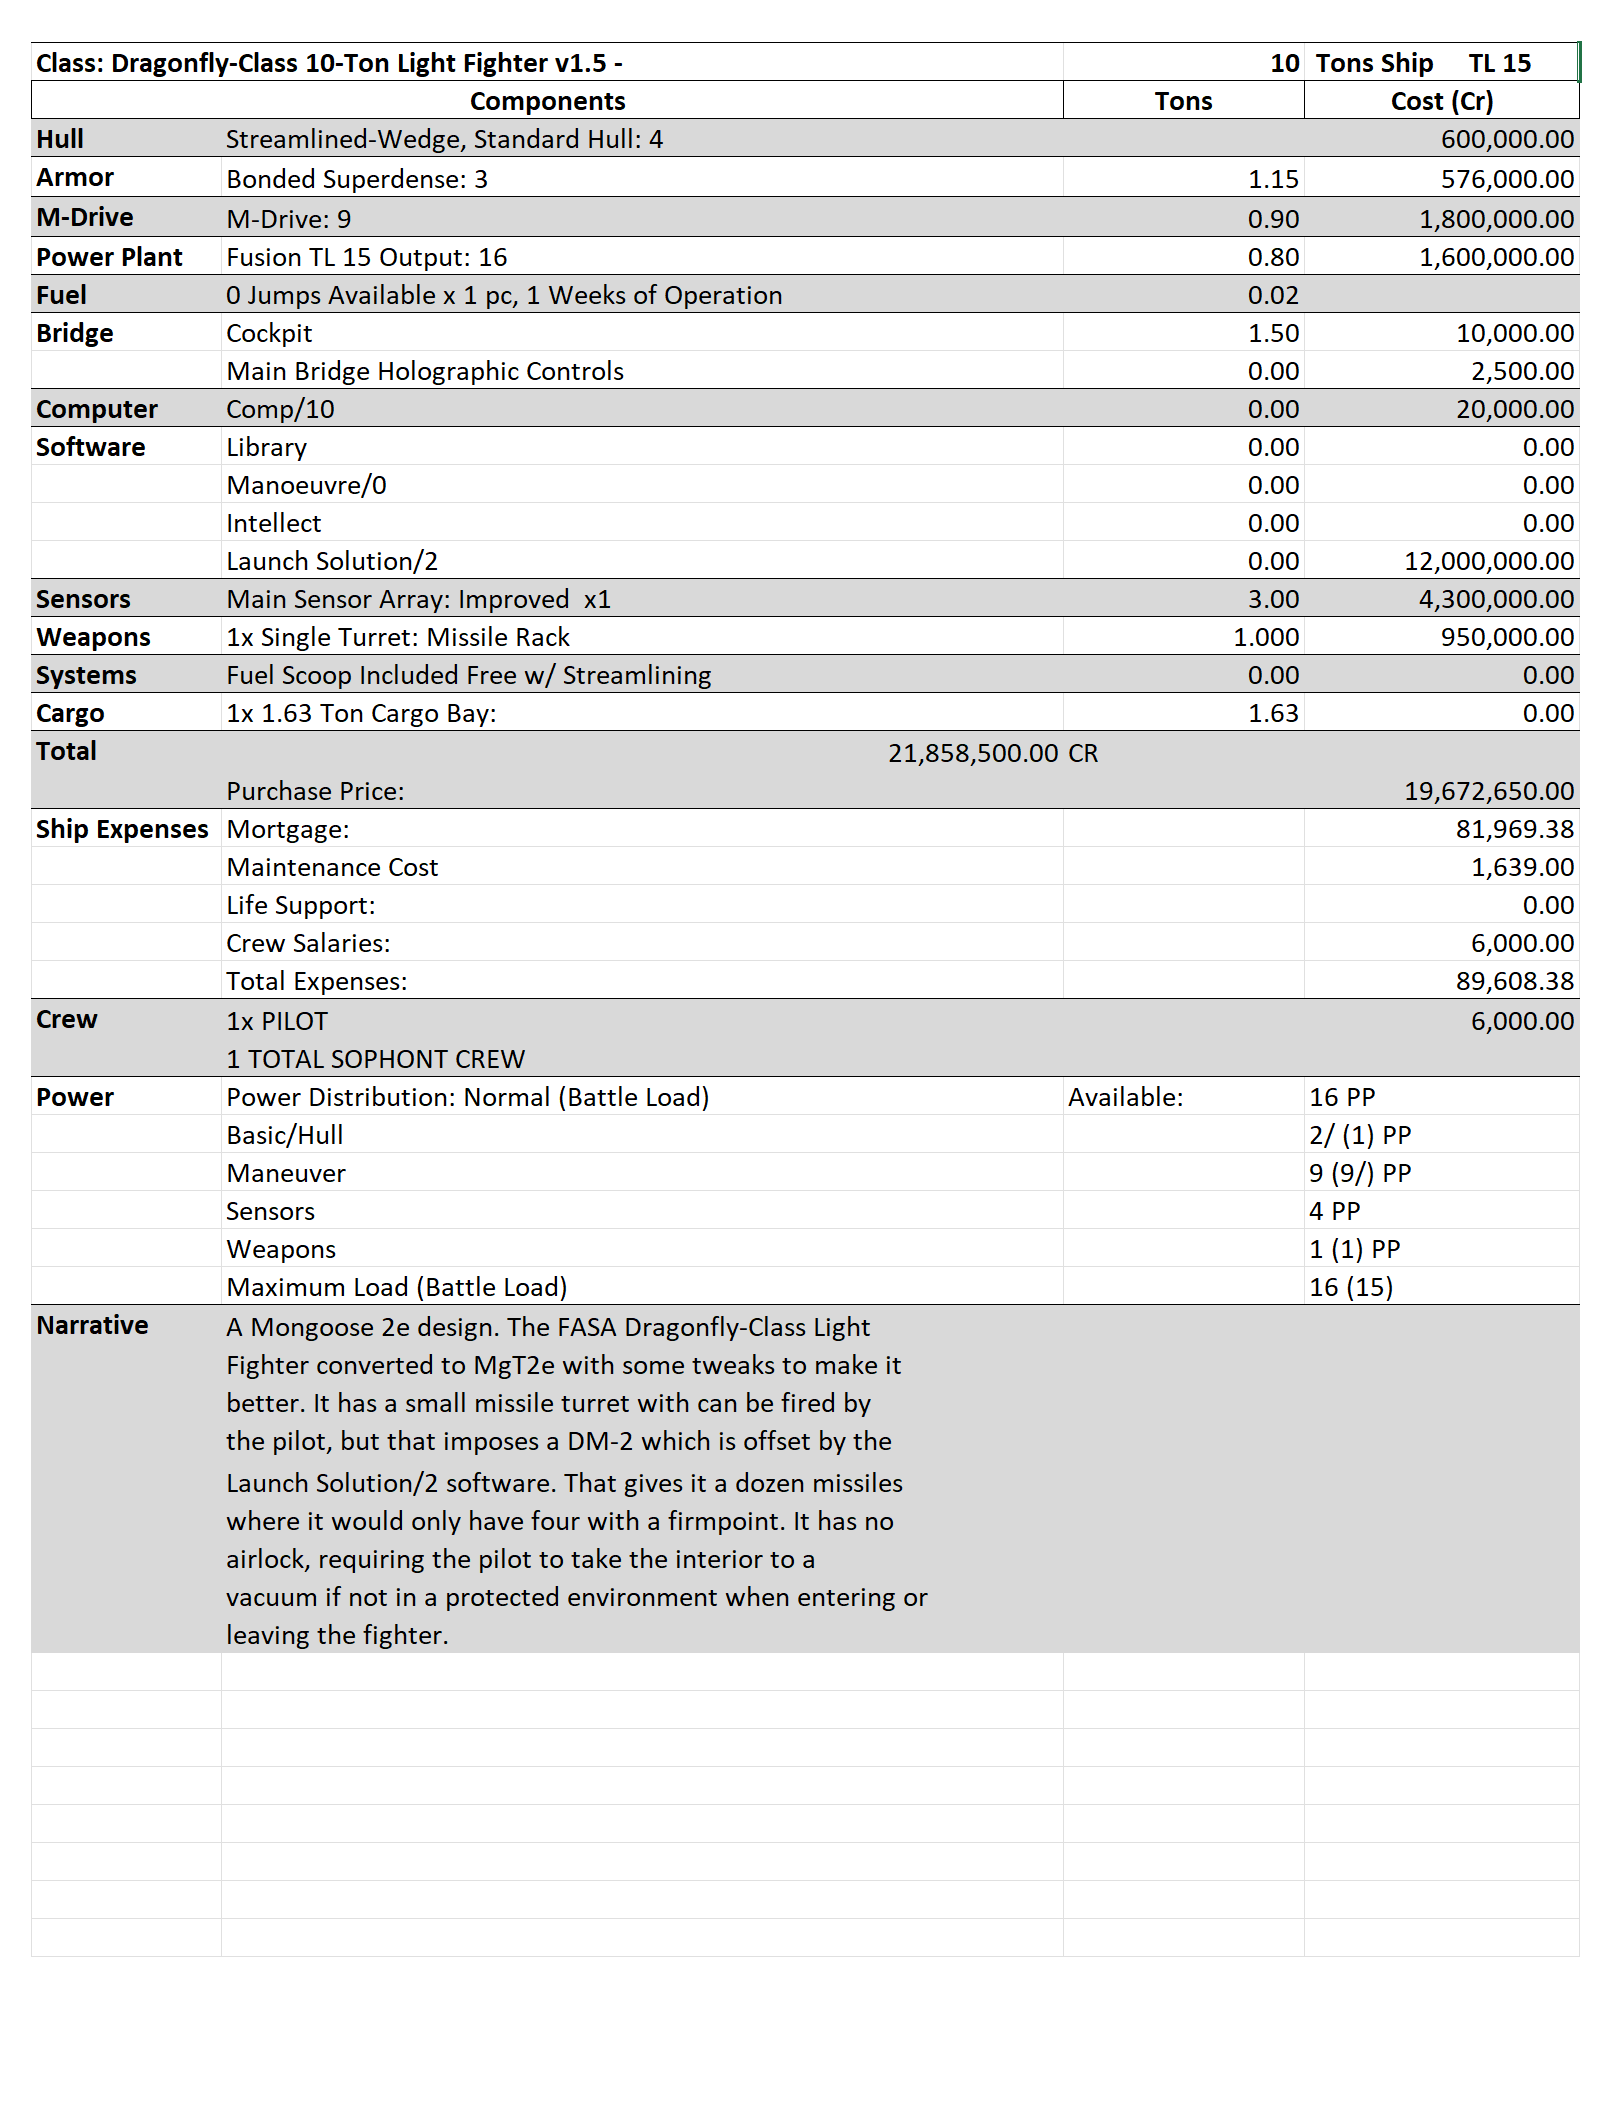 Class: Dragonfly-Class 10-Ton Light Fighter v1.5 - 10 Tons Ship TL 15
Components Tons Cost (Cr)
Hull Streamlined-Wedge, Standard Hull: 4 600,000.00
Armor Bonded Superdense: 3 1.15 576,000.00
M-Drive M-Drive: 9 0.90 1,800,000.00
Power Plant Fusion TL 15 Output: 16 0.80 1,600,000.00
Fuel 0 Jumps Available x 1 pc, 1 Weeks of Operation 0.02
Bridge Cockpit 1.50 10,000.00
Main Bridge Holographic Controls 0.00 2,500.00
Computer Comp/10 0.00 20,000.00
Software Library 0.00 0.00
Manoeuvre/0 0.00 0.00
Intellect 0.00 0.00
Launch Solution/2 0.00 12,000,000.00
Sensors Main Sensor Array: Improved x1 3.00 4,300,000.00
Weapons 1x Single Turret: Missile Rack 1.000 950,000.00
Systems Fuel Scoop Included Free w/ Streamlining 0.00 0.00
Cargo 1x 1.63 Ton Cargo Bay: 1.63 0.00
Total 21,858,500.00 CR
Purchase Price: 19,672,650.00
Ship Expenses Mortgage: 81,969.38
Maintenance Cost 1,639.00
Life Support: 0.00
Crew Salaries: 6,000.00
Total Expenses: 89,608.38
Crew 1x PILOT 6,000.00
1 TOTAL SOPHONT CREW
Power Power Distribution: Normal (Battle Load) Available: 16 PP
Basic/Hull 2/ (1) PP
Maneuver 9 (9/) PP
Sensors 4 PP
Weapons 1 (1) PP
Maximum Load (Battle Load) 16 (15)
Narrative A Mongoose 2e design. The FASA Dragonfly-Class Light
Fighter converted to MgT2e with some tweaks to make it
better. It has a small missile turret with can be fired by
the pilot, but that imposes a DM-2 which is offset by the
Launch Solution/2 software. That gives it a dozen missiles
where it would only have four with a firmpoint. It has no
airlock, requiring the pilot to take the interior to a
vacuum if not in a protected environment when entering or
leaving the fighter.